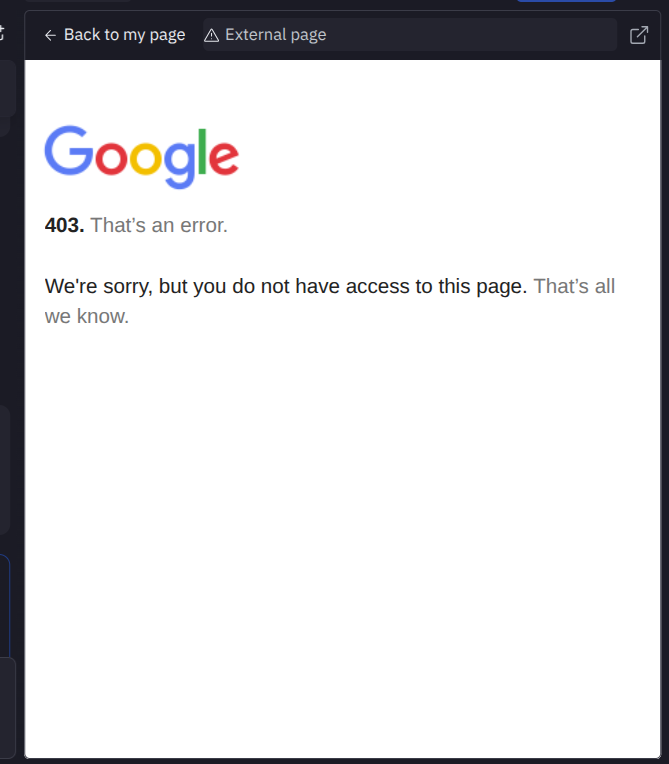 Back to my page
External page
Google
403. That’s an error.
We're sorry, but you do not have access to this page. That’s all
we know.